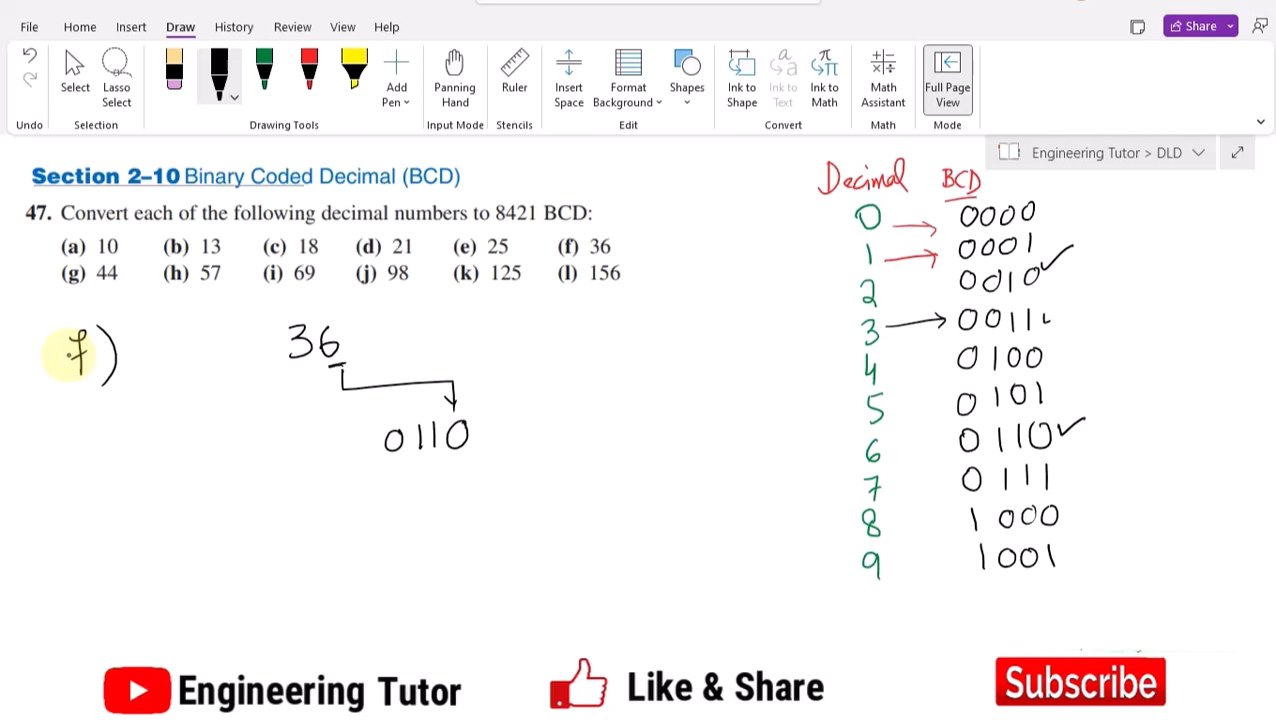 File Home Insert Draw History Review View Help Share
Undo Select Lasso Select Add Pen Panning Hand Ruler Insert Space Format Background Shapes Ink to Shape Ink to Text Ink to Math Math Assistant Full Page View
Selection Drawing Tools Input Mode Stencils Edit Convert Math Mode
Engineering Tutor > DLD
Section 2–10 Binary Coded Decimal (BCD)
47. Convert each of the following decimal numbers to 8421 BCD:
(a) 10 (b) 13 (c) 18 (d) 21 (e) 25 (f) 36
(g) 44 (h) 57 (i) 69 (j) 98 (k) 125 (l) 156
f) 36
0110
Decimal BCD
0 → 0000
1 → 0001
2 0010 ✓
3 → 0011
4 0100
5 0101
6 0110 ✓
7 0111
8 1000
9 1001
Engineering Tutor Like & Share Subscribe